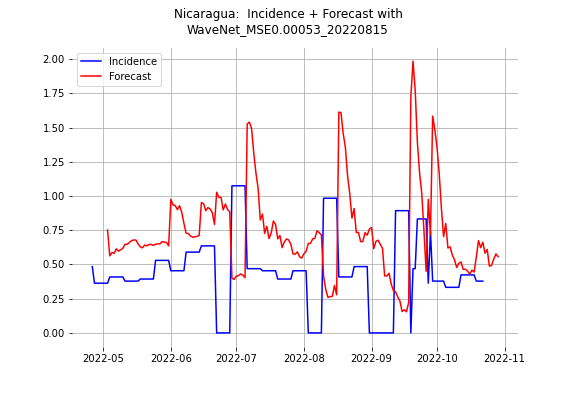 Nicaragua:  Incidence + Forecast with
WaveNet_MSE0.00053_20220815
Incidence
Forecast
2.00
1.75
1.50
1.25
1.00
0.75
0.50
0.25
0.00
2022-05 2022-06 2022-07 2022-08 2022-09 2022-10 2022-11